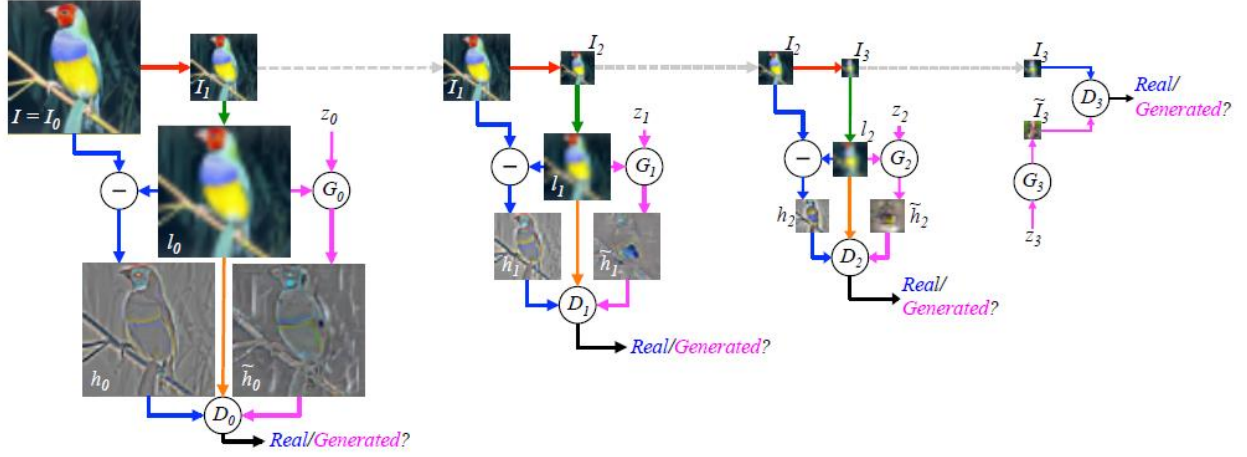 I = I₀
I₁
l₀
z₀
G₀
−
h₀
h̃₀
D₀
Real/Generated?
I₁
I₂
l₁
z₁
G₁
−
h₁
h̃₁
D₁
Real/Generated?
I₂
I₃
l₂
z₂
G₂
−
h₂
h̃₂
D₂
Real/
Generated?
I₃
Ĩ₃
D₃
G₃
z₃
Real/
Generated?